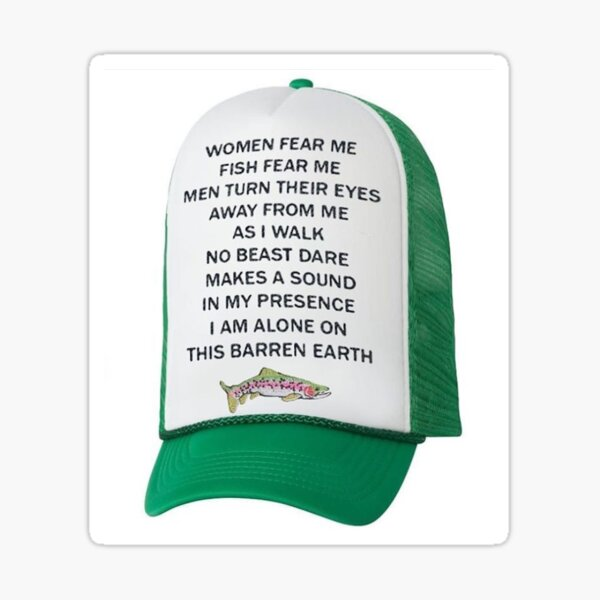 WOMEN FEAR ME
FISH FEAR ME
MEN TURN THEIR EYES
AWAY FROM ME
AS I WALK
NO BEAST DARE
MAKES A SOUND
IN MY PRESENCE
I AM ALONE ON
THIS BARREN EARTH